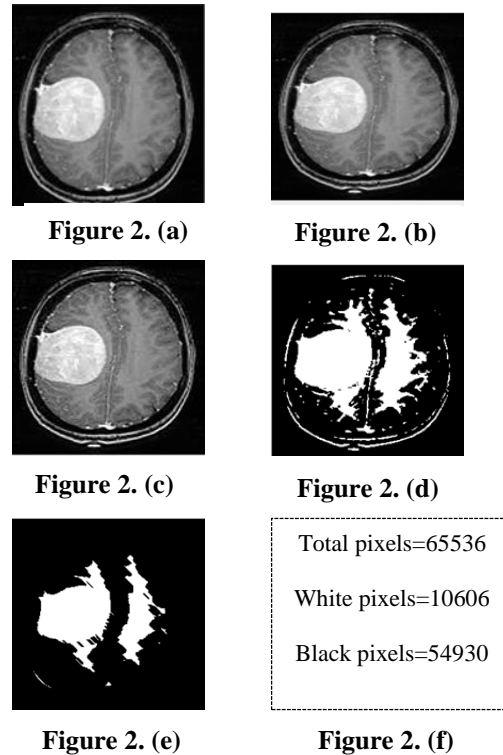 Figure 2. (a)
Figure 2. (b)
Figure 2. (c)
Figure 2. (d)
Total pixels=65536
White pixels=10606
Black pixels=54930
Figure 2. (e)
Figure 2. (f)